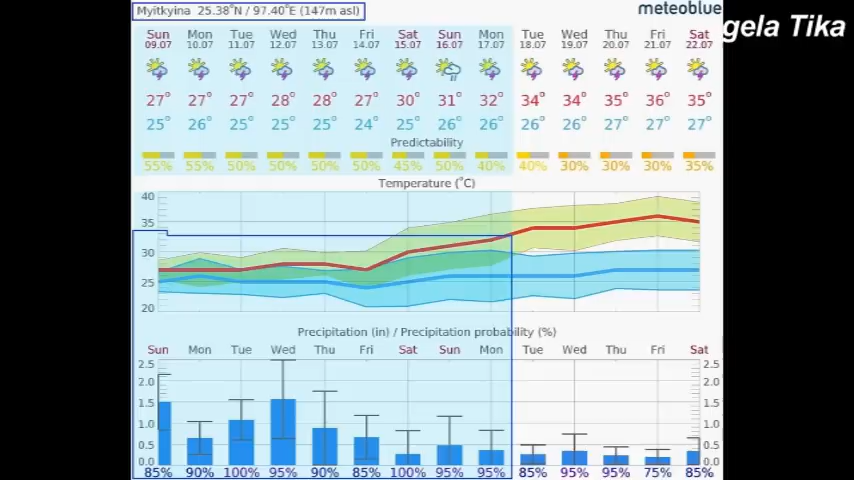 Myitkyina 25.38°N / 97.40°E (147m asl)
meteoblue
gela Tika
Sun Mon Tue Wed Thu Fri Sat Sun Mon Tue Wed Thu Fri Sat
09.07 10.07 11.07 12.07 13.07 14.07 15.07 16.07 17.07 18.07 19.07 20.07 21.07 22.07
27° 27° 27° 28° 28° 27° 30° 31° 32° 34° 34° 35° 36° 35°
25° 26° 25° 25° 25° 24° 25° 26° 26° 26° 26° 27° 27° 27°
Predictability
55% 55% 50% 50% 50% 50% 45% 50% 40% 40% 30% 30% 30% 35%
Temperature (°C)
40
35
30
25
20
Precipitation (in) / Precipitation probability (%)
Sun Mon Tue Wed Thu Fri Sat Sun Mon Tue Wed Thu Fri Sat
2.5 2.5
2.0 2.0
1.5 1.5
1.0 1.0
0.5 0.5
0.0 0.0
85% 90% 100% 95% 90% 85% 100% 95% 95% 85% 95% 95% 75% 85%